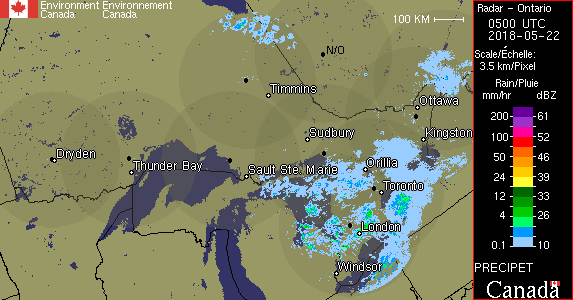 Environment Environnement
Canada Canada
100 KM
N/O
Timmins
Ottawa
Sudbury
Kingston
Dryden
Thunder Bay
Sault Ste. Marie
Orillia
Toronto
London
Windsor
Radar - Ontario
0500 UTC
2018-05-22
Scale/Échelle:
3.5 km/Pixel
Rain/Pluie
mm/hr dBZ
200 61
100 52
50 46
24 39
12 33
4 26
0.1 10
PRECIPET
Canada